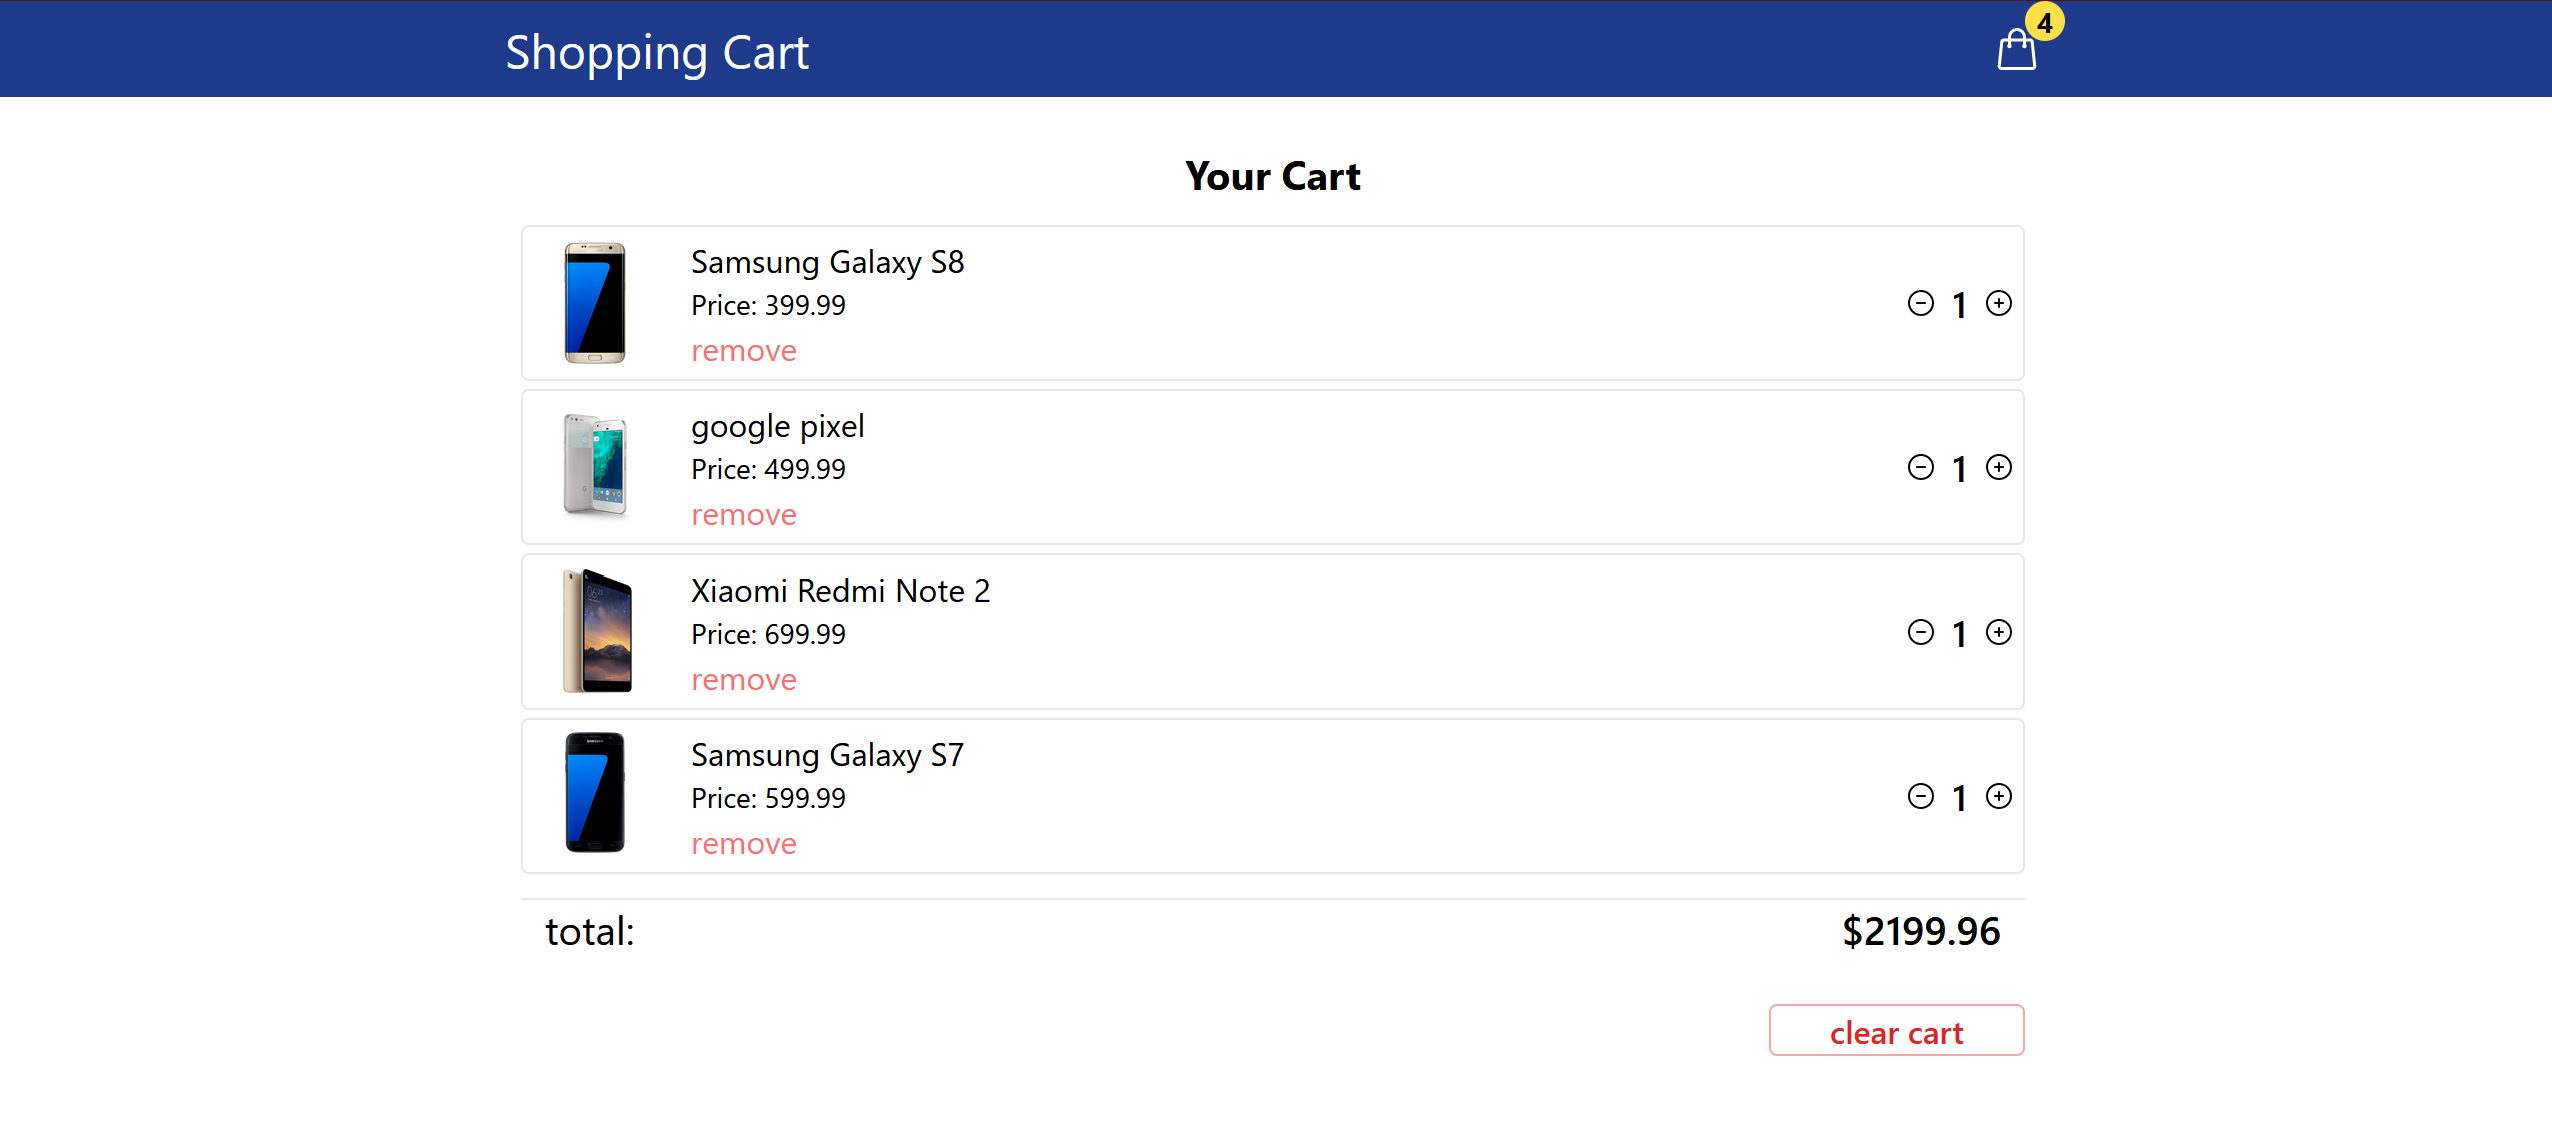 Shopping Cart
4
Your Cart
Samsung Galaxy S8
Price: 399.99
remove
1
google pixel
Price: 499.99
remove
1
Xiaomi Redmi Note 2
Price: 699.99
remove
1
Samsung Galaxy S7
Price: 599.99
remove
1
total:
$2199.96
clear cart